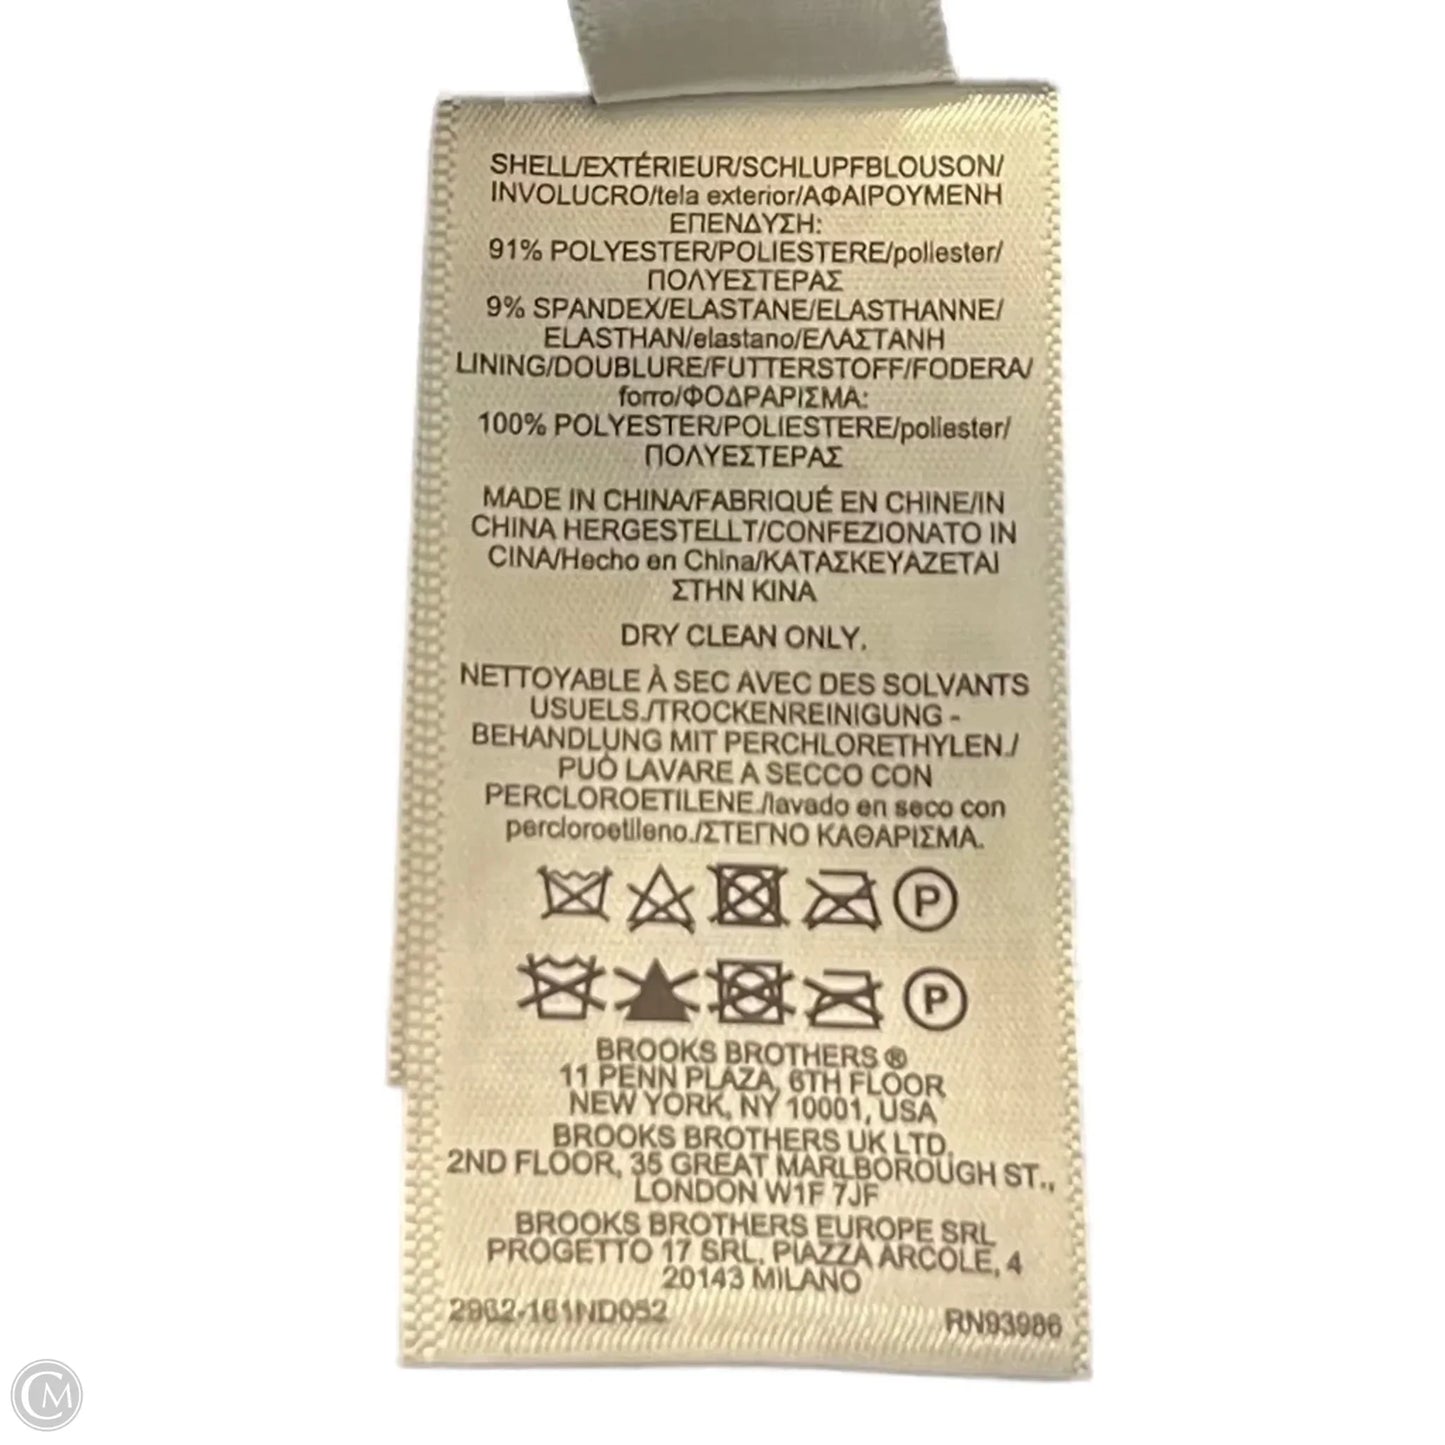 SHELL/EXTÉRIEUR/SCHLUPFBLOUSON/
INVOLUCRO/tela exterior/ΑΦΑΙΡΟΥΜΕΝΗ
ΕΠΕΝΔΥΣΗ:
91% POLYESTER/POLIESTERE/poliester/
ΠΟΛΥΕΣΤΕΡΑΣ
9% SPANDEX/ELASTANE/ELASTHANNE/
ELASTHAN/elastano/ΕΛΑΣΤΑΝΗ
LINING/DOUBLURE/FUTTERSTOFF/FODERA/
forro/ΦΟΔΡΑΡΙΣΜΑ:
100% POLYESTER/POLIESTERE/poliester/
ΠΟΛΥΕΣΤΕΡΑΣ
MADE IN CHINA/FABRIQUÉ EN CHINE/IN
CHINA HERGESTELLT/CONFEZIONATO IN
CINA/Hecho en China/ΚΑΤΑΣΚΕΥΑΖΕΤΑΙ
ΣΤΗΝ ΚΙΝΑ
DRY CLEAN ONLY.
NETTOYABLE À SEC AVEC DES SOLVANTS
USUELS./TROCKENREINIGUNG -
BEHANDLUNG MIT PERCHLORETHYLEN./
PUÒ LAVARE A SECCO CON
PERCLOROETILENE./lavado en seco con
percloroetileno./ΣΤΕΓΝΟ ΚΑΘΑΡΙΣΜΑ.
P
P
BROOKS BROTHERS ®
11 PENN PLAZA, 6TH FLOOR
NEW YORK, NY 10001, USA
BROOKS BROTHERS UK LTD.
2ND FLOOR, 35 GREAT MARLBOROUGH ST.,
LONDON W1F 7JF
BROOKS BROTHERS EUROPE SRL
PROGETTO 17 SRL. PIAZZA ARCOLE, 4
20143 MILANO
RN93986
CM